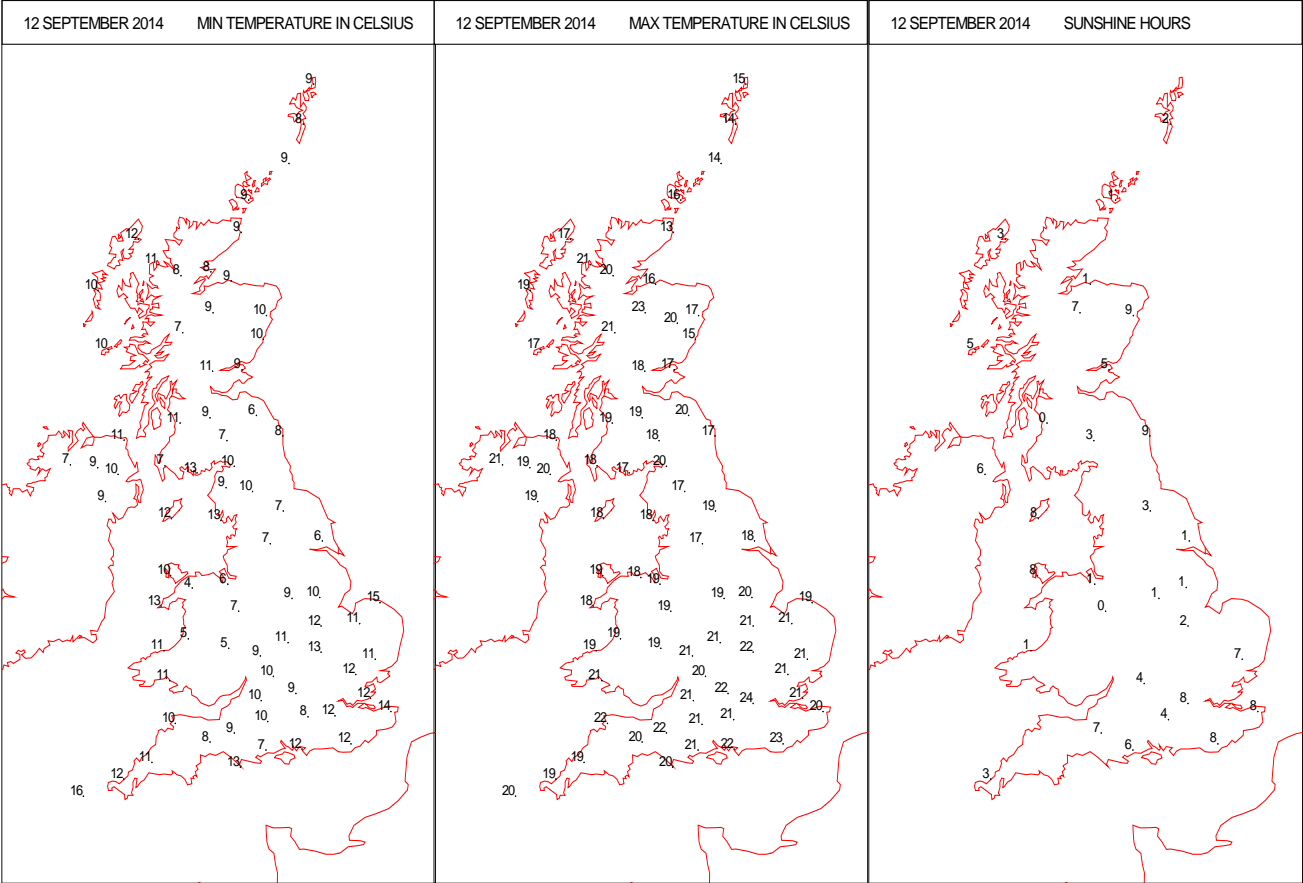 12 SEPTEMBER 2014 MIN TEMPERATURE IN CELSIUS
9.
8.
9.
9.
9.
12.
11.
8. 8.
9.
10.
9. 10.
7. 10.
10.
11. 9.
9. 6.
11.
7. 8.
11.
7. 9. 10. 7. 13. 10.
9. 9. 10.
12. 13. 7.
7. 6.
10. 4. 6.
13. 7. 9. 10. 15.
12. 11.
5. 11.
11. 5. 9. 13. 11.
11. 10. 12.
10. 9. 12. 14.
10. 9. 10. 8. 12.
8. 7. 12. 12.
11. 13.
12.
16.
12 SEPTEMBER 2014 MAX TEMPERATURE IN CELSIUS
15.
14.
14.
16.
13.
17.
21. 20.
19. 16.
23. 17.
21. 20.
17. 15.
18. 17.
19. 19. 20.
18. 18. 17.
21. 19. 20. 18. 17. 20.
19. 17.
18. 18. 19.
17. 18.
19. 18. 19.
18. 19. 19. 20. 19.
21. 21.
19. 21.
19. 19. 21. 22. 21.
21. 20. 21.
21. 22. 24. 21. 20.
22. 22. 21. 21.
20. 21. 22. 23.
19. 20.
19.
20.
12 SEPTEMBER 2014 SUNSHINE HOURS
2.
1.
3.
1.
7. 9.
5.
5.
0.
3. 9.
6.
8. 3.
1.
8. 1. 1.
0. 1.
2.
1. 7.
4.
8. 8.
7. 4.
6. 8.
3.